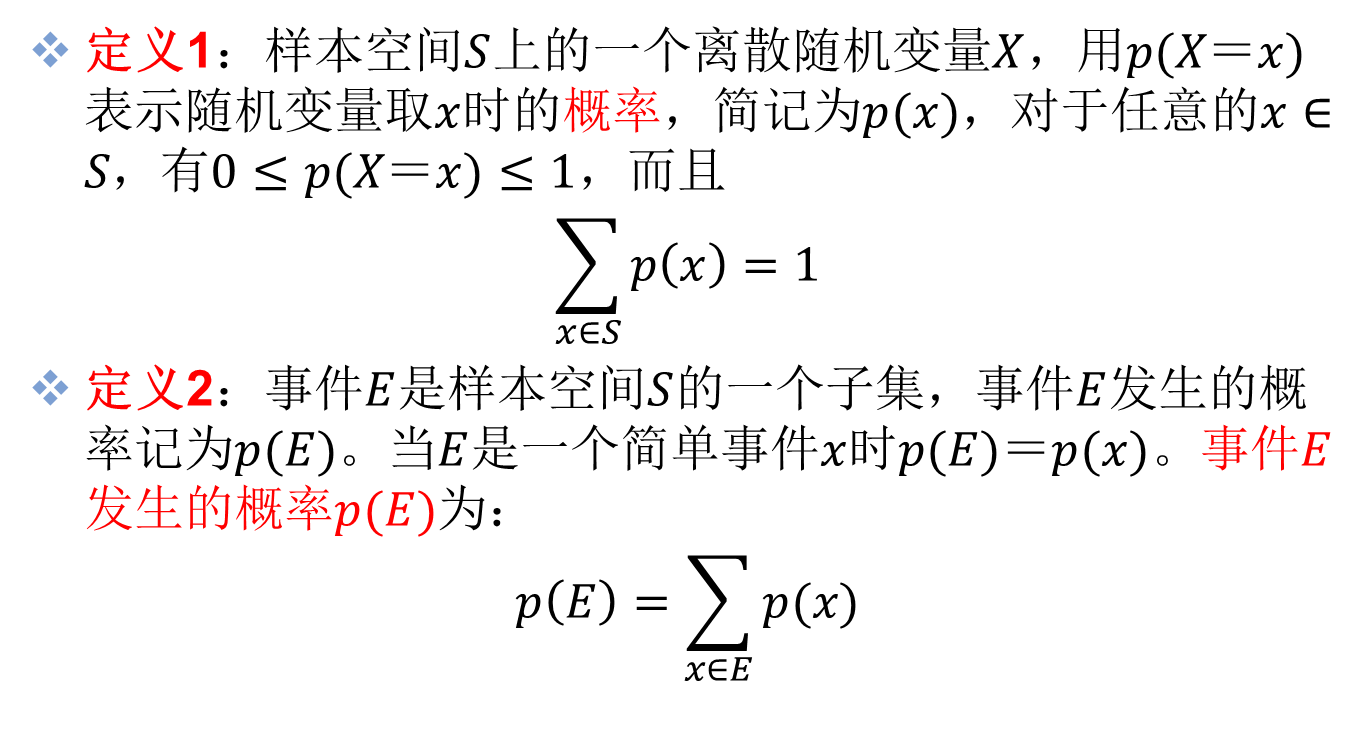 ❖ 定义1：样本空间S上的一个离散随机变量X，用p(X＝x)
表示随机变量取x时的概率，简记为p(x)，对于任意的x ∈
S，有0 ≤ p(X＝x) ≤ 1，而且
∑ p(x) = 1
x∈S
❖ 定义2：事件E是样本空间S的一个子集，事件E发生的概
率记为p(E)。当E是一个简单事件x时p(E)＝p(x)。事件E
发生的概率p(E)为：
p(E) = ∑ p(x)
x∈E